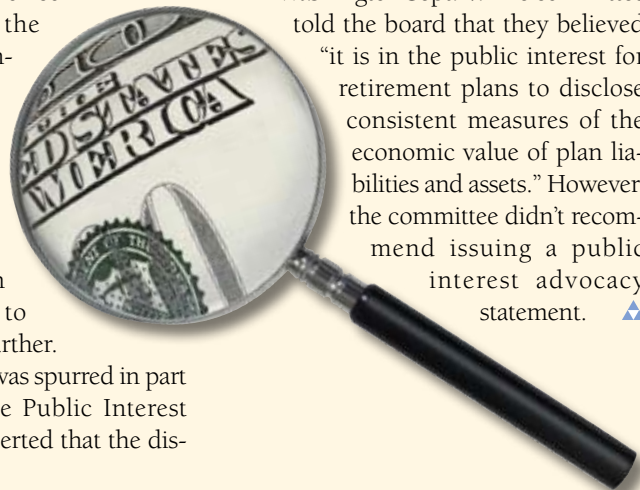 the
n-
n
to
rther.
was spurred in part
e Public Interest
erted that the dis-
OF THE
told the board that they believed
“it is in the public interest for
retirement plans to disclose
consistent measures of the
economic value of plan lia-
bilities and assets.” However
the committee didn’t recom-
mend issuing a public
interest advocacy
statement.